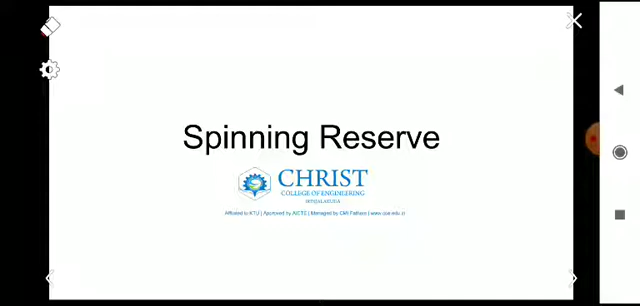 Spinning Reserve
CHRIST
COLLEGE OF ENGINEERING
IRINJALAKUDA
Affiliated to KTU | Approved by AICTE | Managed by CMI Fathers | www.cce.edu.in